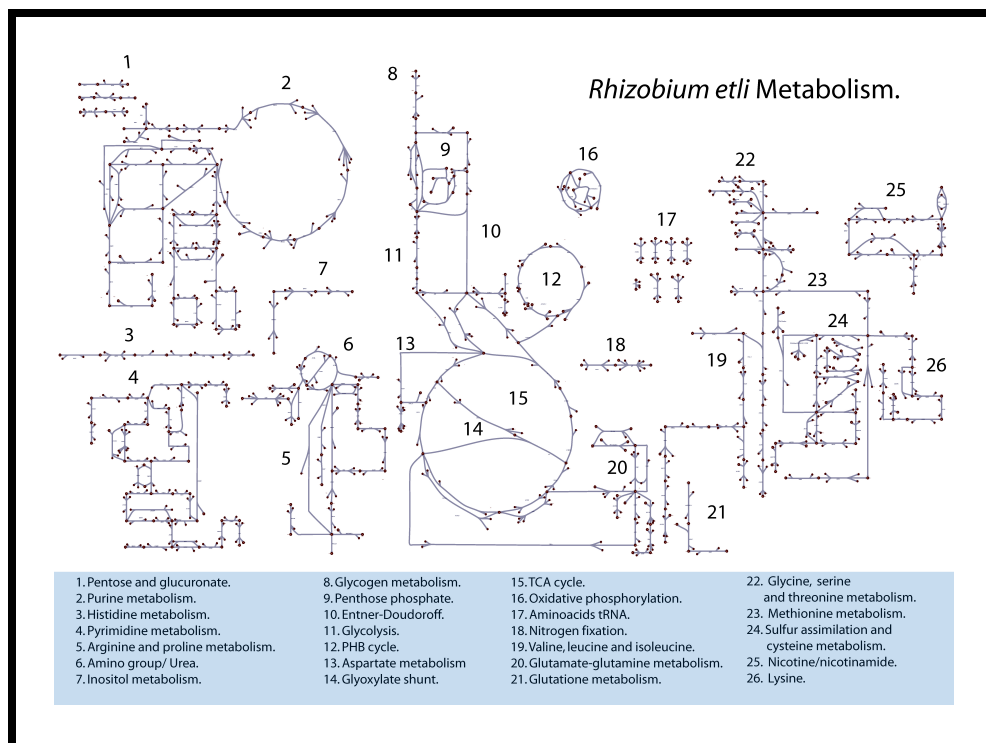 Rhizobium etli Metabolism.
1
2
8
9
16
22
25
17
10
11
7
12
23
3
6
13
18
24
19
26
4
15
14
5
20
21
1. Pentose and glucuronate.
2. Purine metabolism.
3. Histidine metabolism.
4. Pyrimidine metabolism.
5. Arginine and proline metabolism.
6. Amino group/ Urea.
7. Inositol metabolism.
8. Glycogen metabolism.
9. Penthose phosphate.
10. Entner-Doudoroff.
11. Glycolysis.
12. PHB cycle.
13. Aspartate metabolism
14. Glyoxylate shunt.
15. TCA cycle.
16. Oxidative phosphorylation.
17. Aminoacids tRNA.
18. Nitrogen fixation.
19. Valine, leucine and isoleucine.
20. Glutamate-glutamine metabolism.
21. Glutatione metabolism.
22. Glycine, serine
and threonine metabolism.
23. Methionine metabolism.
24. Sulfur assimilation and
cysteine metabolism.
25. Nicotine/nicotinamide.
26. Lysine.